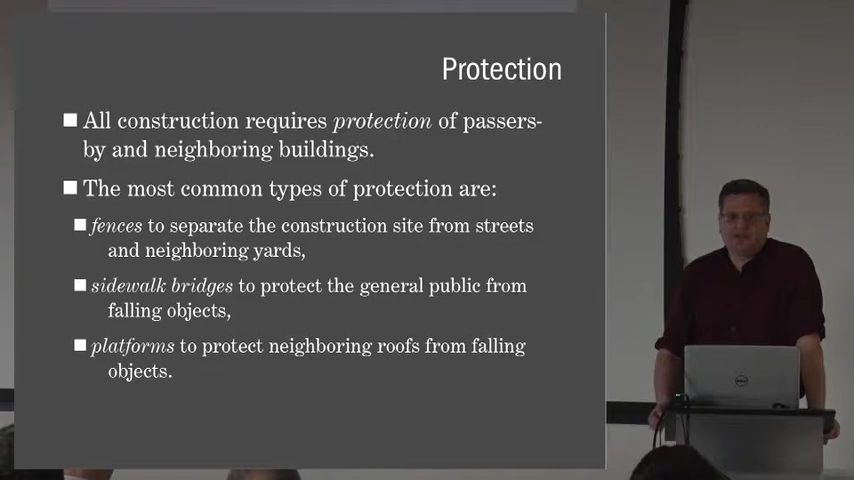 Protection
All construction requires protection of passers-
by and neighboring buildings.
The most common types of protection are:
fences to separate the construction site from streets
and neighboring yards,
sidewalk bridges to protect the general public from
falling objects,
platforms to protect neighboring roofs from falling
objects.
DELL